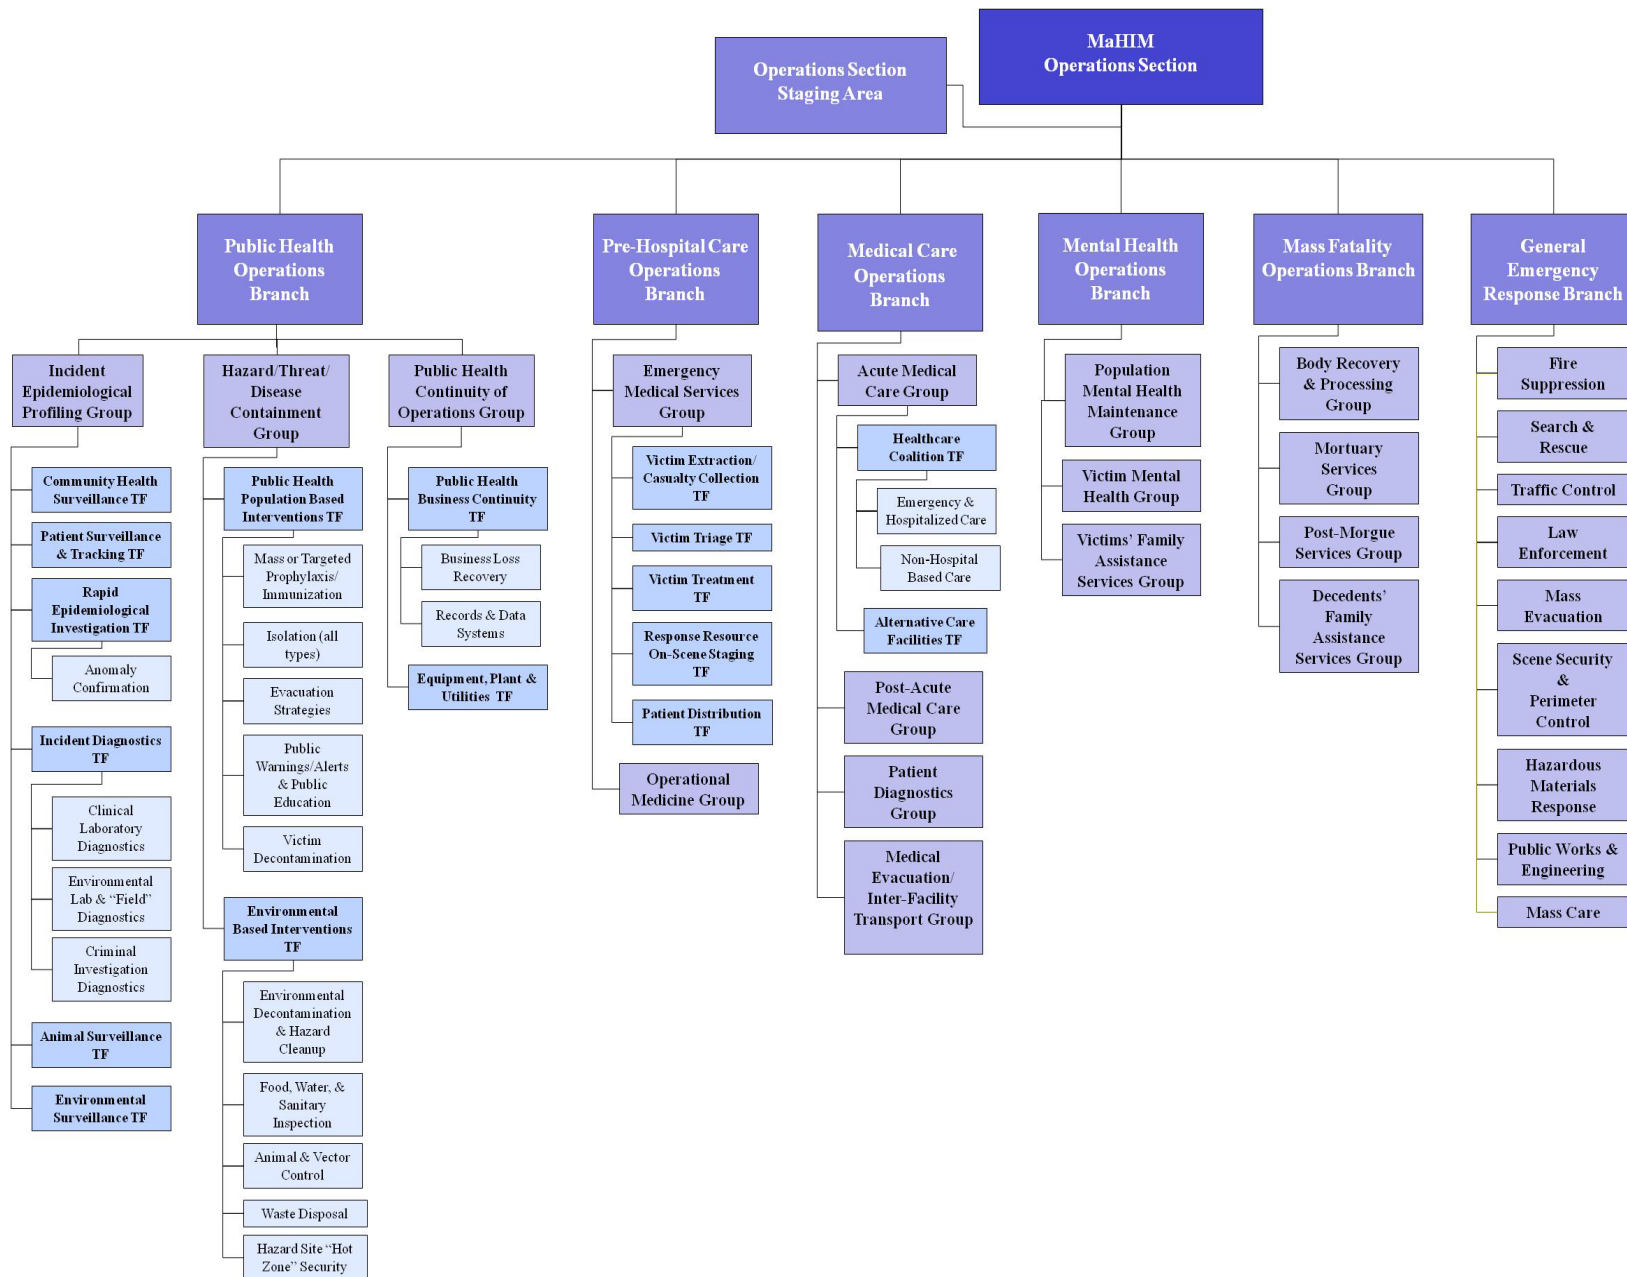 MaHIM
Operations Section
Operations Section
Staging Area
Public Health
Operations
Branch
Incident
Epidemiological
Profiling Group
Community Health
Surveillance TF
Patient Surveillance
& Tracking TF
Rapid
Epidemiological
Investigation TF
Anomaly
Confirmation
Incident Diagnostics
TF
Clinical
Laboratory
Diagnostics
Environmental
Lab & “Field”
Diagnostics
Criminal
Investigation
Diagnostics
Animal Surveillance
TF
Environmental
Surveillance TF
Hazard/Threat/
Disease
Containment
Group
Public Health
Population Based
Interventions TF
Mass or Targeted
Prophylaxis/
Immunization
Isolation (all
types)
Evacuation
Strategies
Public
Warnings/Alerts
& Public
Education
Victim
Decontamination
Environmental
Based Interventions
TF
Environmental
Decontamination
& Hazard
Cleanup
Food, Water, &
Sanitary
Inspection
Animal & Vector
Control
Waste Disposal
Hazard Site “Hot
Zone” Security
Public Health
Continuity of
Operations Group
Public Health
Business Continuity
TF
Business Loss
Recovery
Records & Data
Systems
Equipment, Plant &
Utilities TF
Pre-Hospital Care
Operations
Branch
Emergency
Medical Services
Group
Victim Extraction/
Casualty Collection
TF
Victim Triage TF
Victim Treatment
TF
Response Resource
On-Scene Staging
TF
Patient Distribution
TF
Operational
Medicine Group
Medical Care
Operations
Branch
Acute Medical
Care Group
Healthcare
Coalition TF
Emergency &
Hospitalized Care
Non-Hospital
Based Care
Alternative Care
Facilities TF
Post-Acute
Medical Care
Group
Patient
Diagnostics
Group
Medical
Evacuation/
Inter-Facility
Transport Group
Mental Health
Operations
Branch
Population
Mental Health
Maintenance
Group
Victim Mental
Health Group
Victims’ Family
Assistance
Services Group
Mass Fatality
Operations Branch
Body Recovery
& Processing
Group
Mortuary
Services
Group
Post-Morgue
Services Group
Decedents’
Family
Assistance
Services Group
General
Emergency
Response Branch
Fire
Suppression
Search &
Rescue
Traffic Control
Law
Enforcement
Mass
Evacuation
Scene Security
&
Perimeter
Control
Hazardous
Materials
Response
Public Works &
Engineering
Mass Care